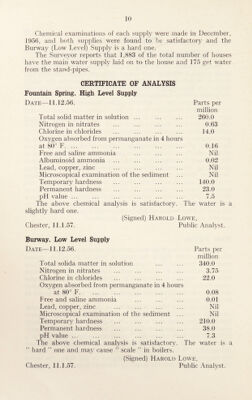 10
Chemical examinations of each supply were made in December,
1956, and both supplies were found to be satisfactory and the
Burway (Low Level) Supply is a hard one.
The Surveyor reports that 1,883 of the total number of houses
have the main water supply laid on to the house and 175 get water
from the stand-pipes.
CERTIFICATE OF ANALYSIS
Fountain Spring. High Level Supply
DATE—11.12.56. Parts per
million
Total solid matter in solution ... ... ... 260.0
Nitrogen in nitrates ... ... ... ... 0.63
Chlorine in chlorides ... ... ... ... 14.0
Oxygen absorbed from permanganate in 4 hours
at 80° F. ... ... ... ... ... 0.16
Free and saline ammonia ... ... ... Nil
Albuminoid ammonia ... ... ... ... 0.02
Lead, copper, zinc ... ... ... ... Nil
Microscopical examination of the sediment ... Nil
Temporary hardness ... ... ... ... 140.0
Permanent hardness ... ... ... ... 23.0
pH value ... ... ... ... ... ... 7.5
The above chemical analysis is satisfactory. The water is a
slightly hard one.
(Signed) HAROLD LOWE,
Chester, 11.1.57. Public Analyst.
Burway. Low Level Supply
DATE—11.12.56. Parts per
million
Total solida matter in solution ... ... 340.0
Nitrogen in nitrates ... ... ... ... 3.75
Chlorine in chlorides ... ... ... ... 22.0
Oxygen absorbed from permanganate in 4 hours
at 80° F. ... ... ... ... ... 0.08
Free and saline ammonia ... ... ... 0.01
Lead, copper, zinc ... ... ... ... Nil
Microscopical examination of the sediment ... Nil
Temporary hardness ... ... ... ... 210.0
Permanent hardness ... ... ... ... 38.0
pH value ... ... ... ... ... ... 7.3
The above chemical analysis is satisfactory. The water is a
" hard " one and may cause " scale " in boilers.
(Signed) HAROLD LOWE,
Chester, 11.1.57. Public Analyst.